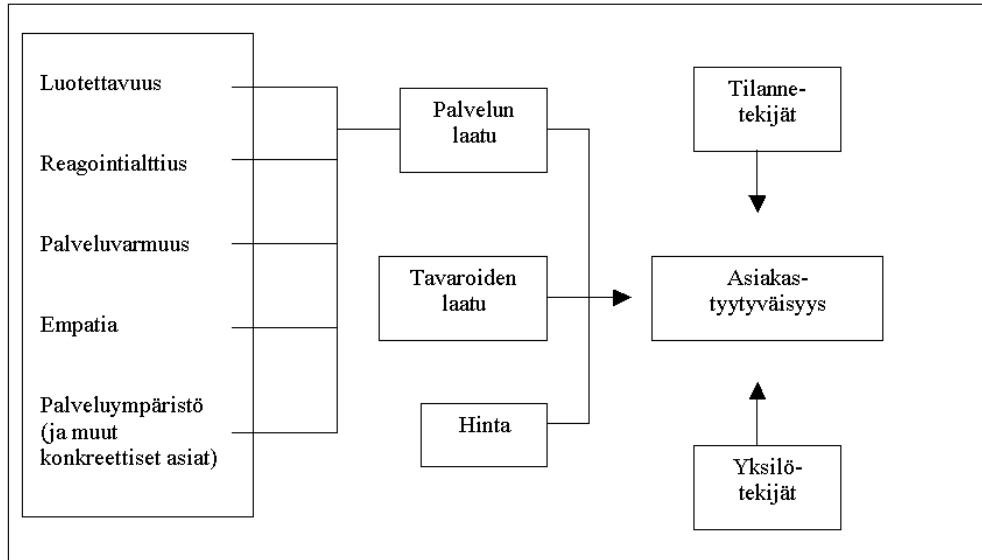 Luotettavuus
Reagointialttius
Palveluvarmuus
Empatia
Palveluympäristö
(ja muut
konkreettiset asiat)
Palvelun
laatu
Tavaroiden
laatu
Hinta
Tilanne-
tekijät
Asiakas-
tyytyväisyys
Yksilö-
tekijät